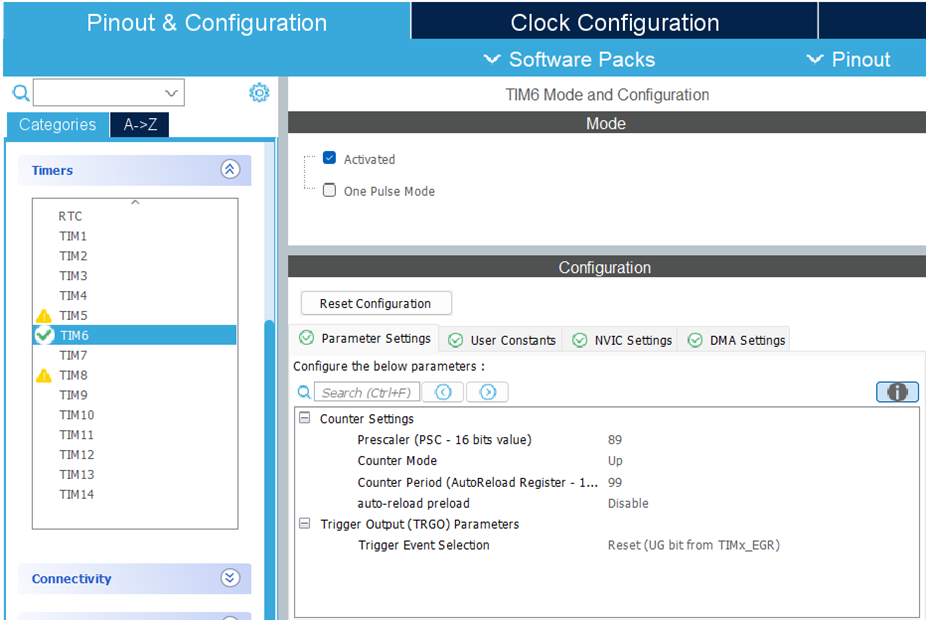 Pinout & Configuration
Clock Configuration
Software Packs
Pinout
TIM6 Mode and Configuration
Categories
A->Z
Mode
Timers
RTC
TIM1
TIM2
TIM3
TIM4
TIM5
TIM6
TIM7
TIM8
TIM9
TIM10
TIM11
TIM12
TIM13
TIM14
Connectivity
Activated
One Pulse Mode
Configuration
Reset Configuration
Parameter Settings
User Constants
NVIC Settings
DMA Settings
Configure the below parameters :
Search (Ctrl+F)
Counter Settings
Prescaler (PSC - 16 bits value) 89
Counter Mode Up
Counter Period (AutoReload Register - 1... 99
auto-reload preload Disable
Trigger Output (TRGO) Parameters
Trigger Event Selection Reset (UG bit from TIMx_EGR)